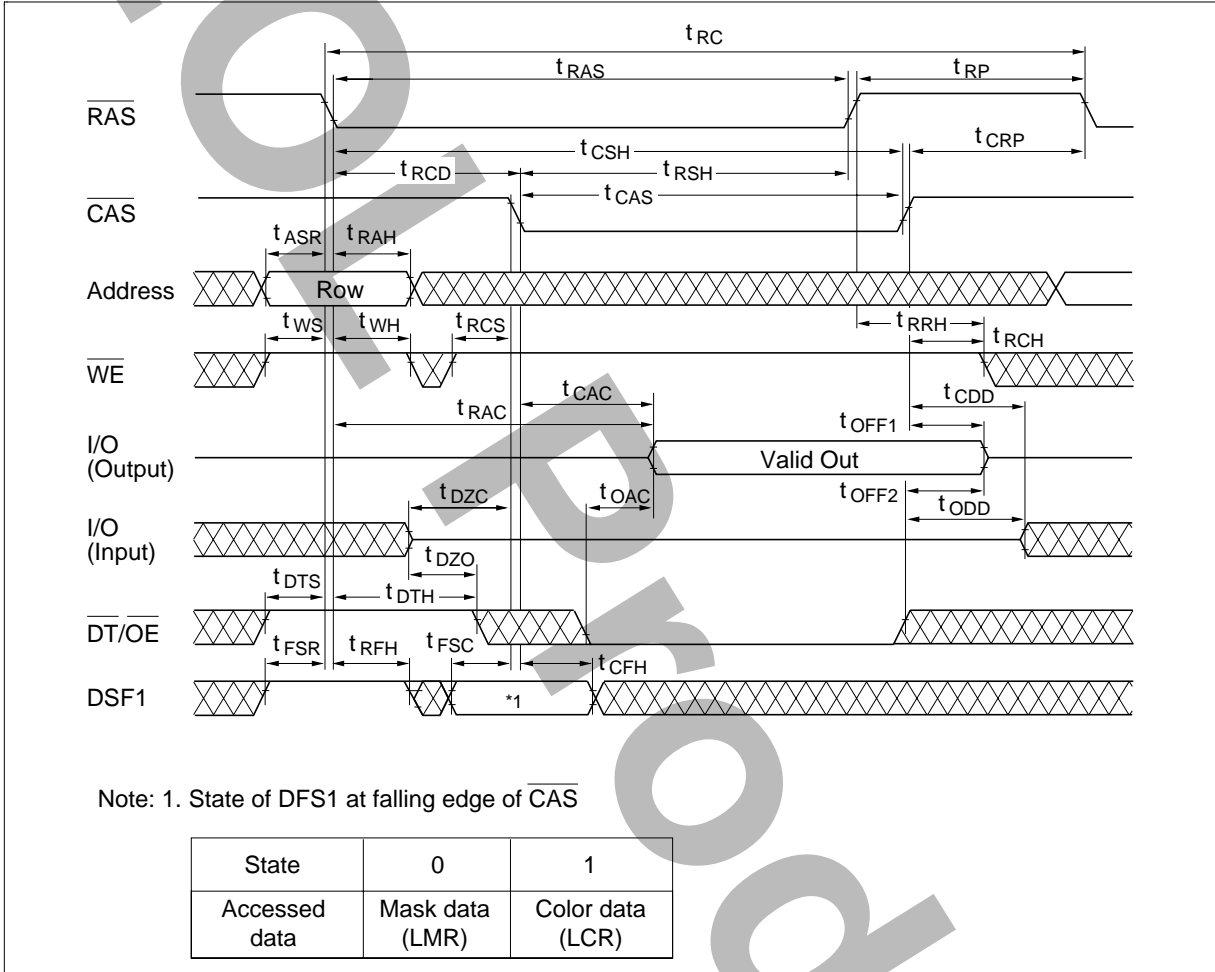 t RC
t RAS
t RP
RAS
t CSH
t CRP
t RCD
t RSH
t CAS
CAS
t ASR
t RAH
Address
Row
t WS
t WH
t RCS
t RRH
t RCH
WE
t CAC
t CDD
t RAC
t OFF1
I/O
(Output)
Valid Out
t DZC
t OAC
t OFF2
t ODD
I/O
(Input)
t DZO
t DTS
t DTH
DT/OE
t FSR
t RFH
t FSC
t CFH
DSF1
*1
Note: 1. State of DFS1 at falling edge of CAS
State 0 1
Accessed data Mask data (LMR) Color data (LCR)